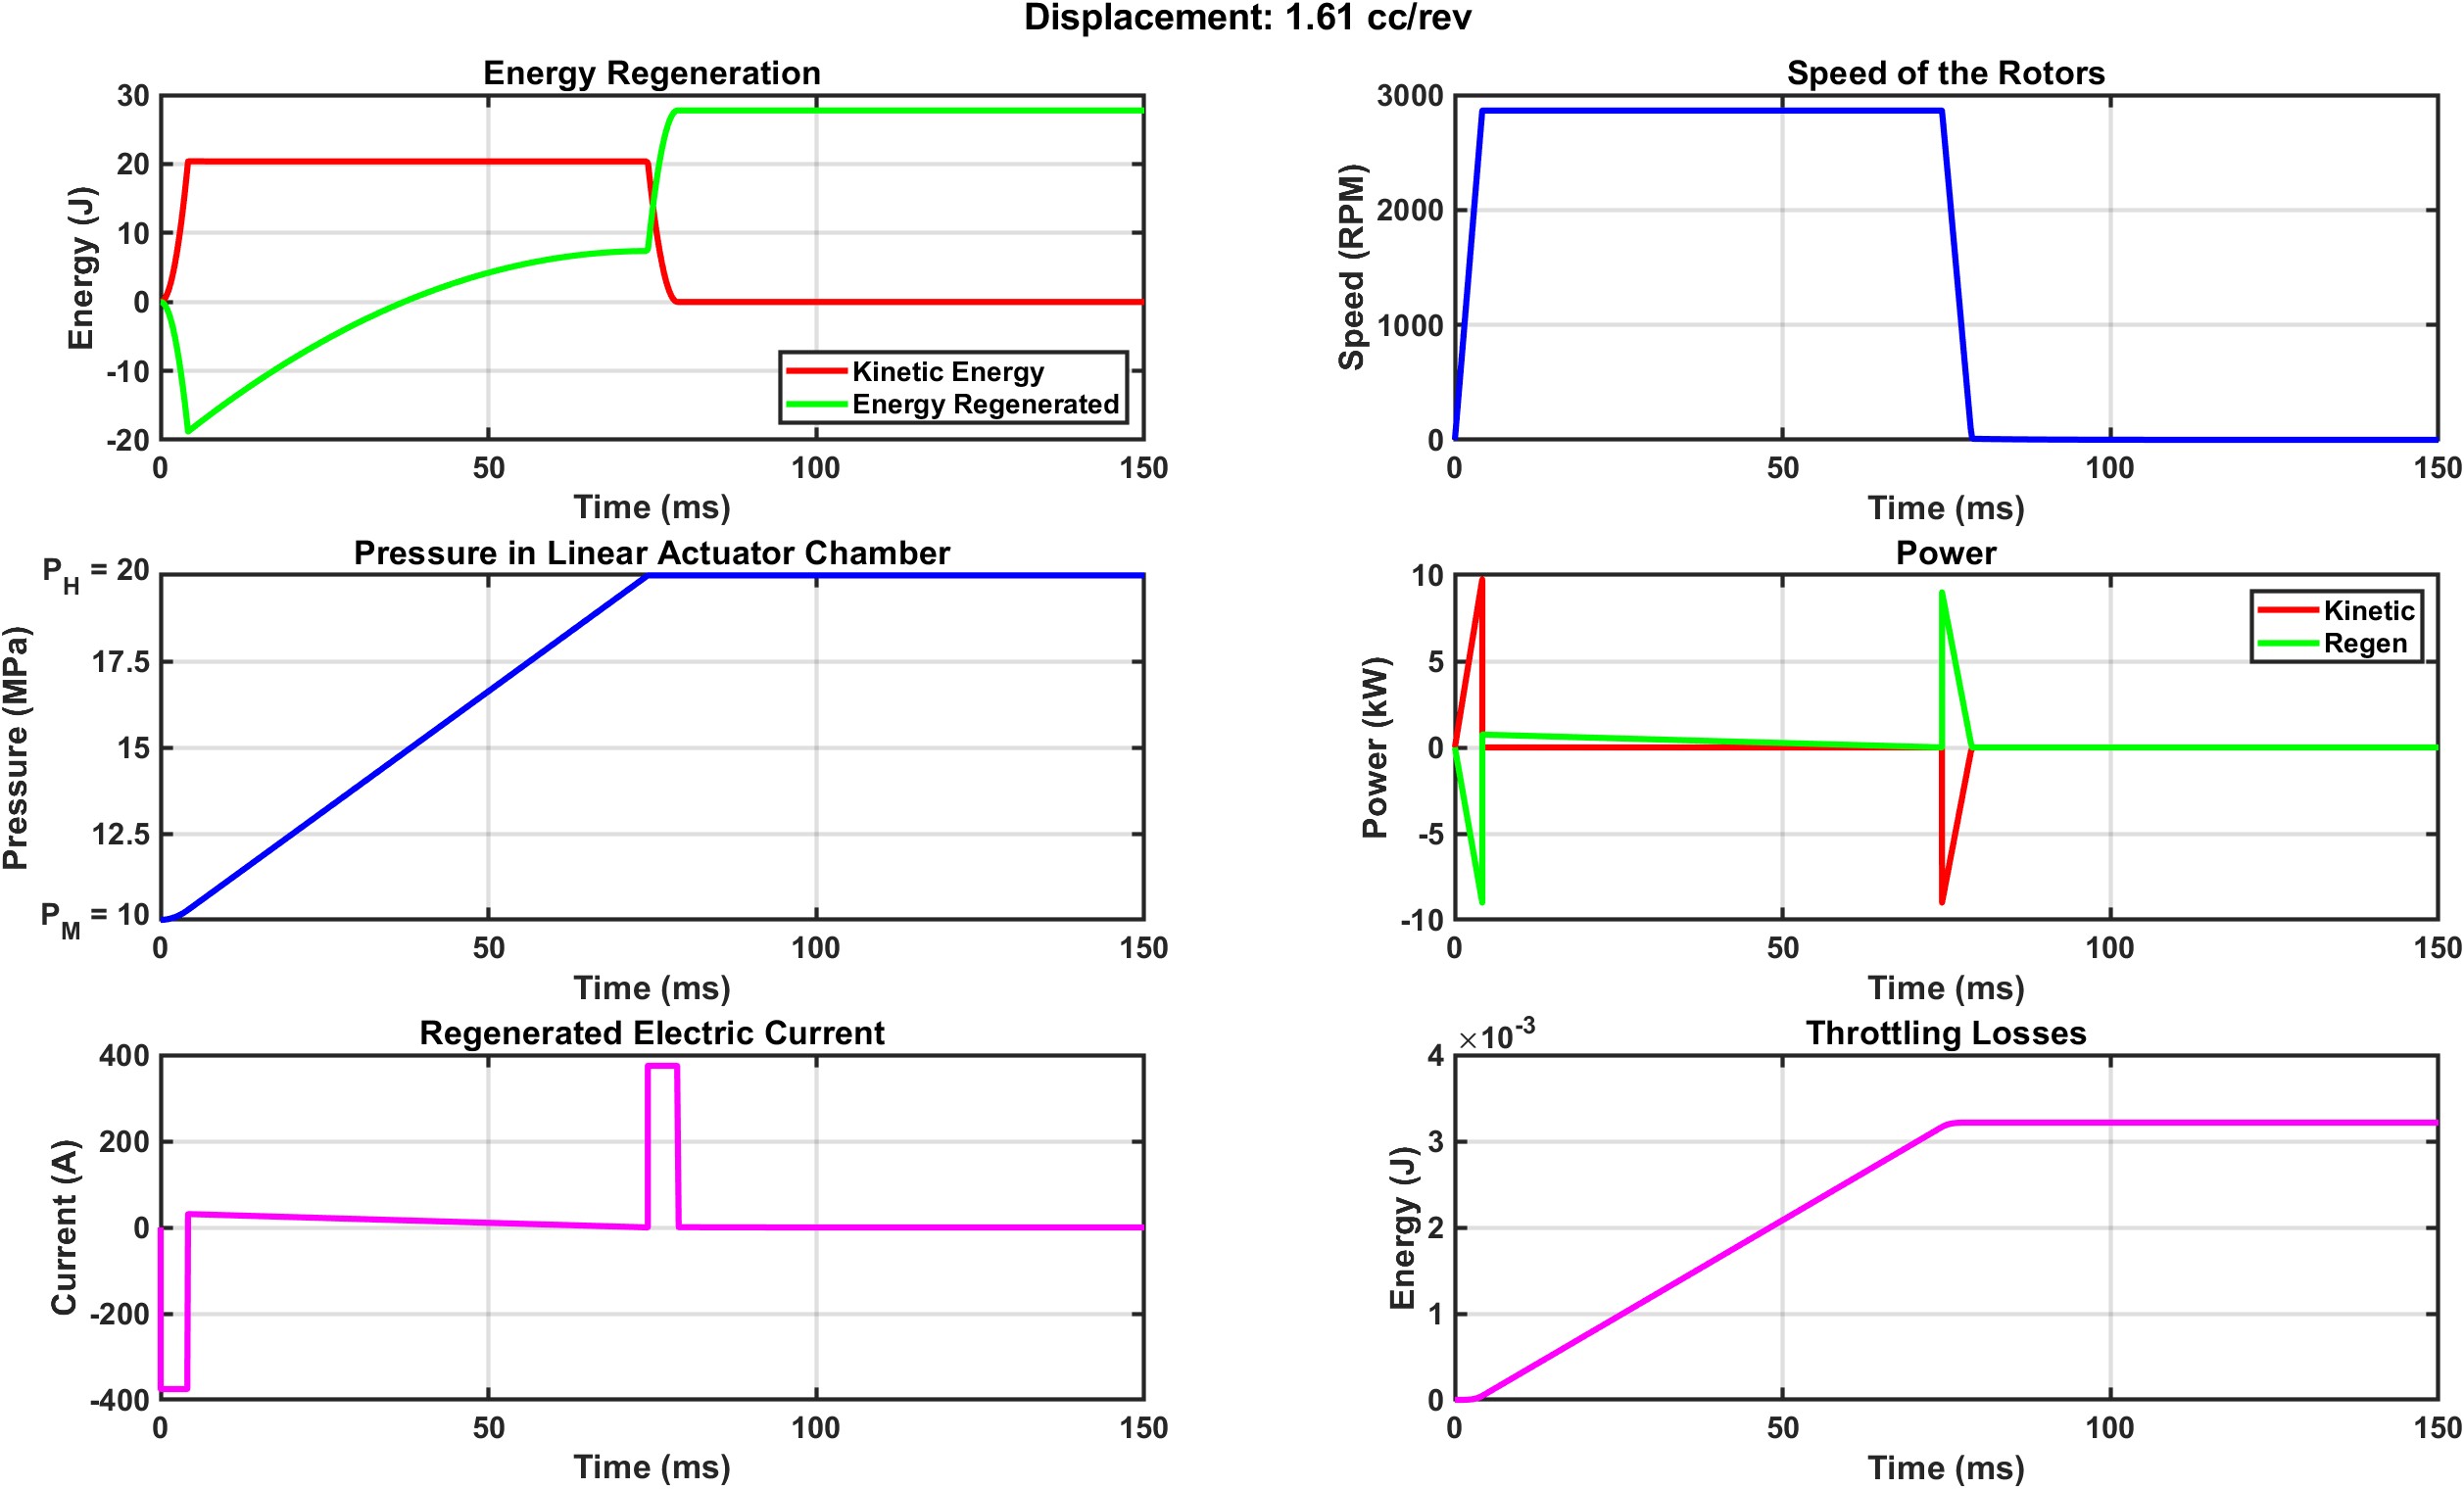 Displacement: 1.61 cc/rev
Energy Regeneration
30
20
10
0
-10
-20
Energy (J)
Kinetic Energy
Energy Regenerated
0 50 100 150
Time (ms)
Speed of the Rotors
3000
2000
1000
0
Speed (RPM)
0 50 100 150
Time (ms)
Pressure in Linear Actuator Chamber
P_H = 20
17.5
15
12.5
P_M = 10
Pressure (MPa)
0 50 100 150
Time (ms)
Power
10
5
0
-5
-10
Power (kW)
Kinetic
Regen
0 50 100 150
Time (ms)
Regenerated Electric Current
400
200
0
-200
-400
Current (A)
0 50 100 150
Time (ms)
Throttling Losses
×10^-3
4
3
2
1
0
Energy (J)
0 50 100 150
Time (ms)